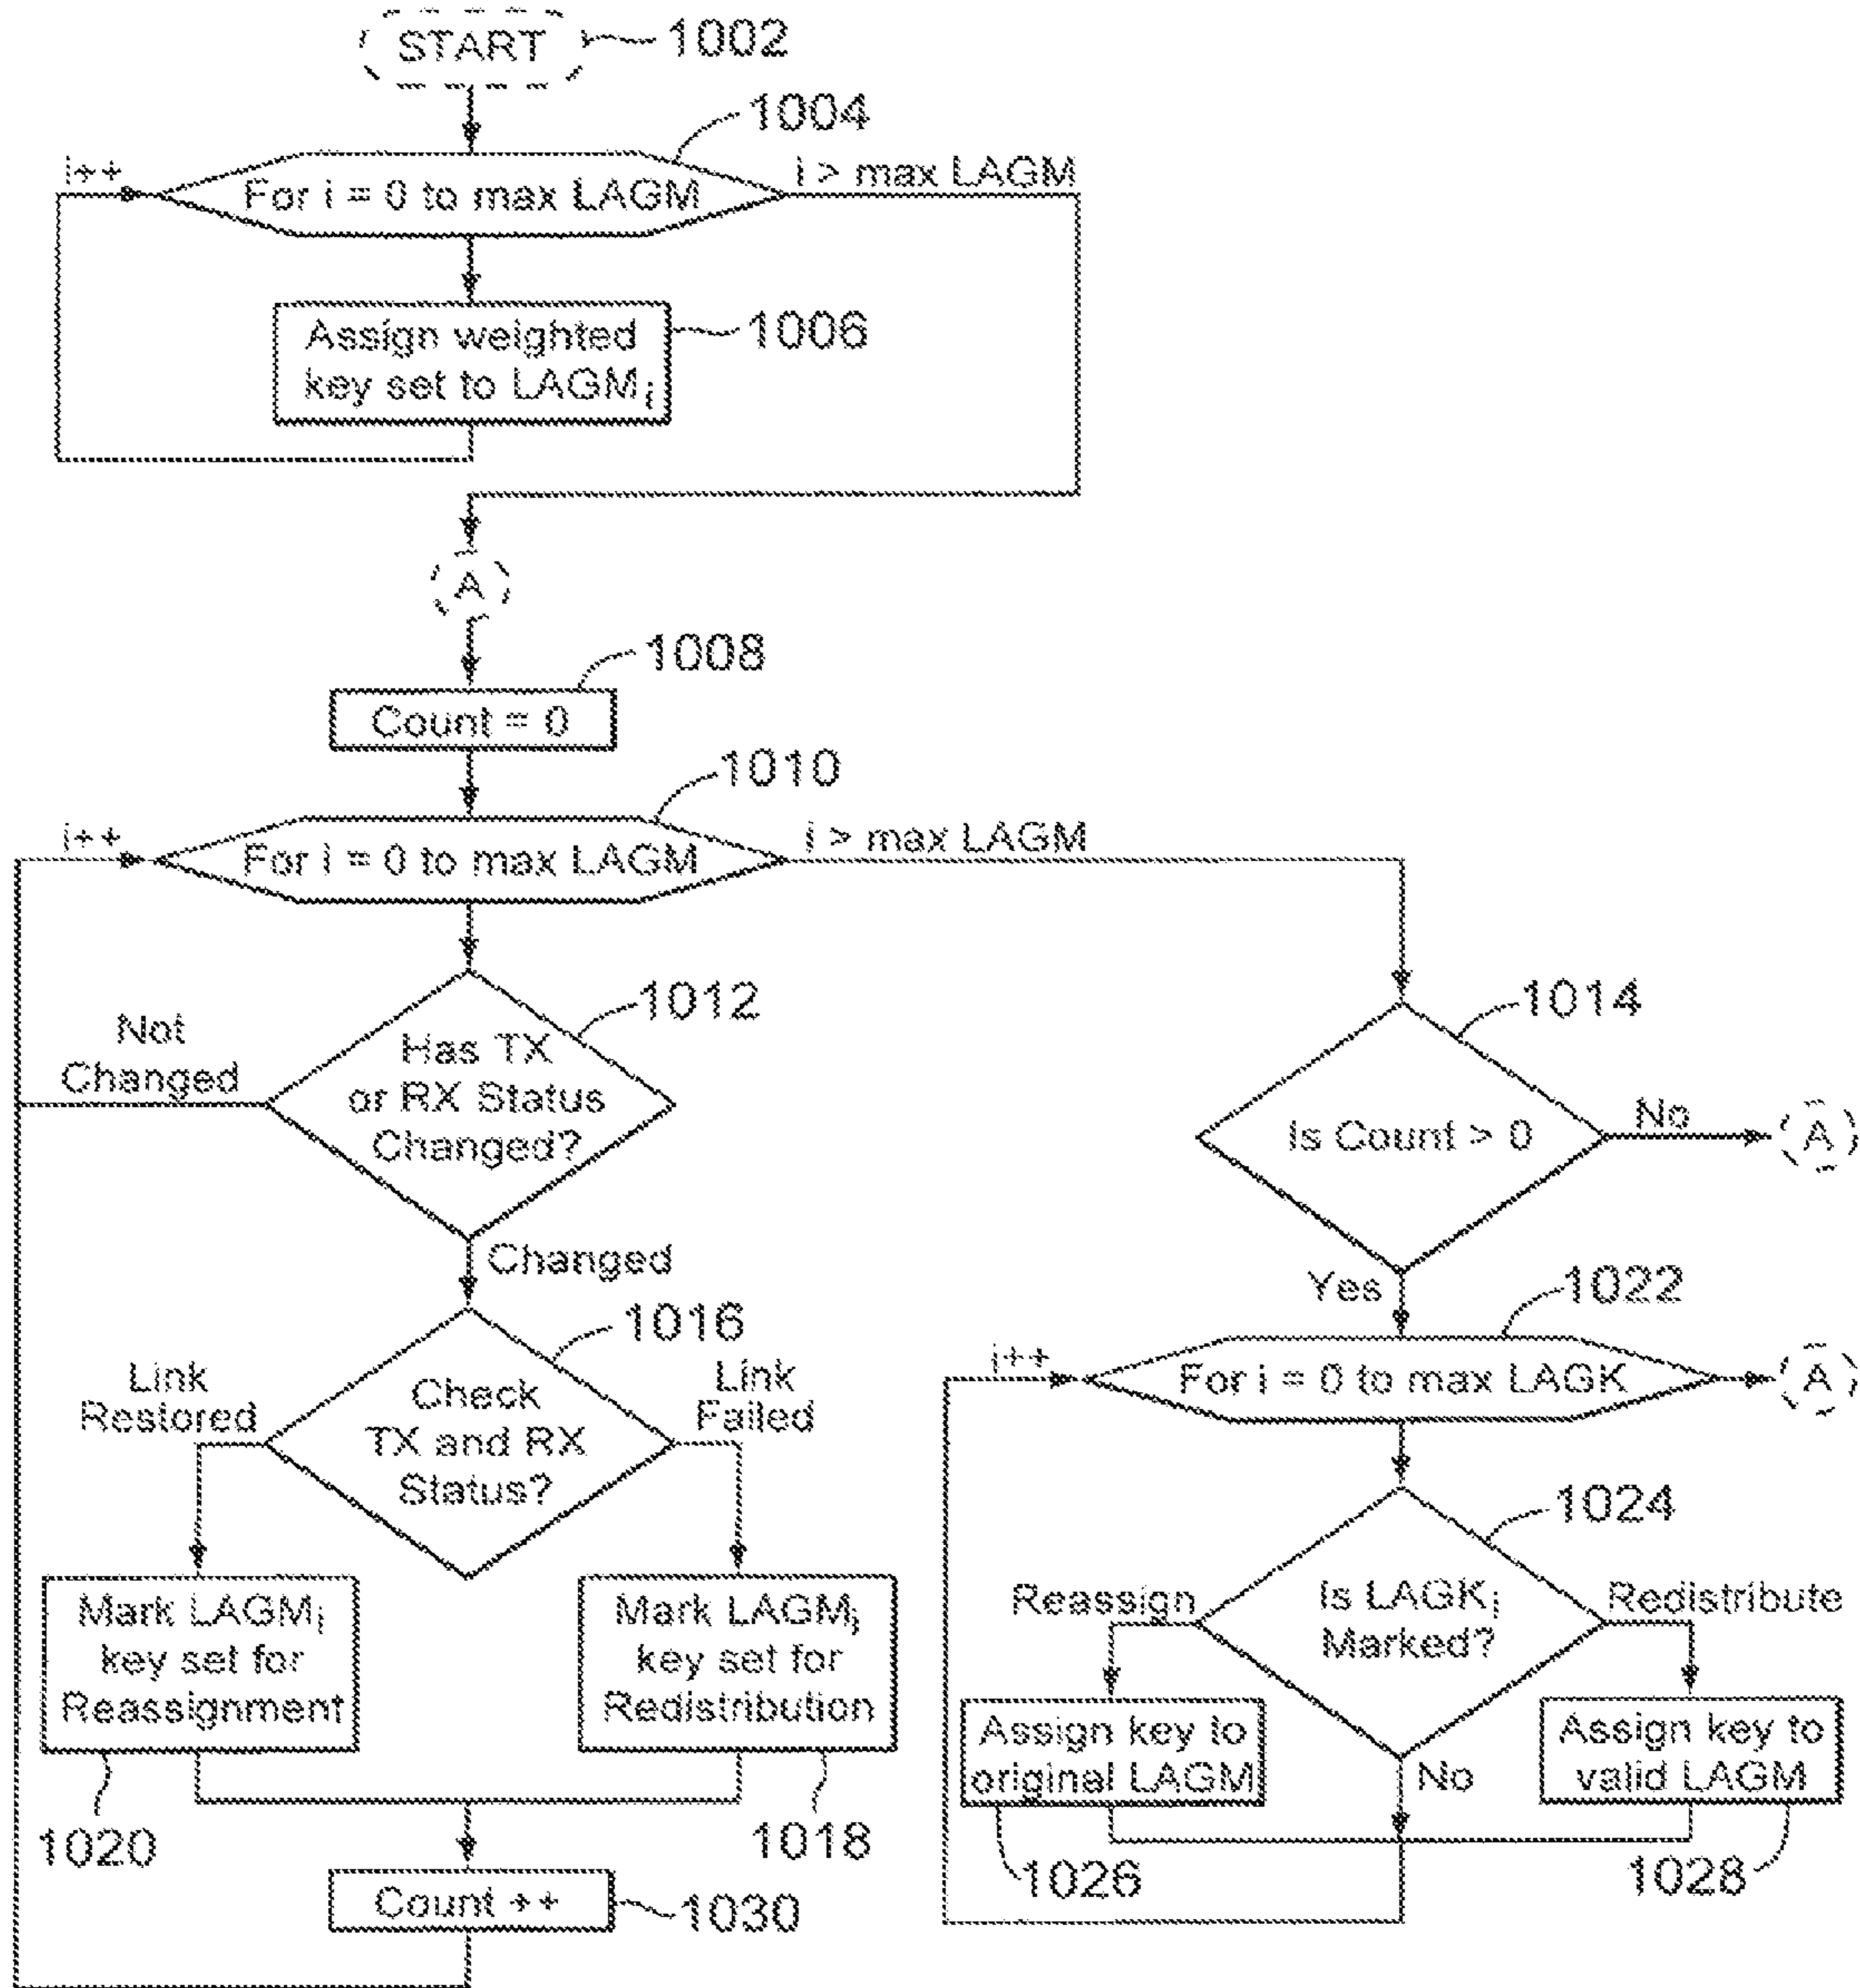 START
1002
1004
i++
For i = 0 to max LAGM
i > max LAGM
Assign weighted
key set to LAGMi
1006
A
1008
Count = 0
1010
i++
For i = 0 to max LAGM
i > max LAGM
1012
Not
Changed
Has TX
or RX Status
Changed?
Changed
1014
Is Count > 0
No
A
Yes
1016
Link
Restored
Check
TX and RX
Status?
Link
Failed
1022
i++
For i = 0 to max LAGK
A
Mark LAGMi
key set for
Reassignment
1020
Mark LAGMi
key set for
Redistribution
1018
1024
Reassign
Is LAGKi
Marked?
Redistribute
No
Assign key to
original LAGM
1026
Assign key to
valid LAGM
1028
Count ++
1030